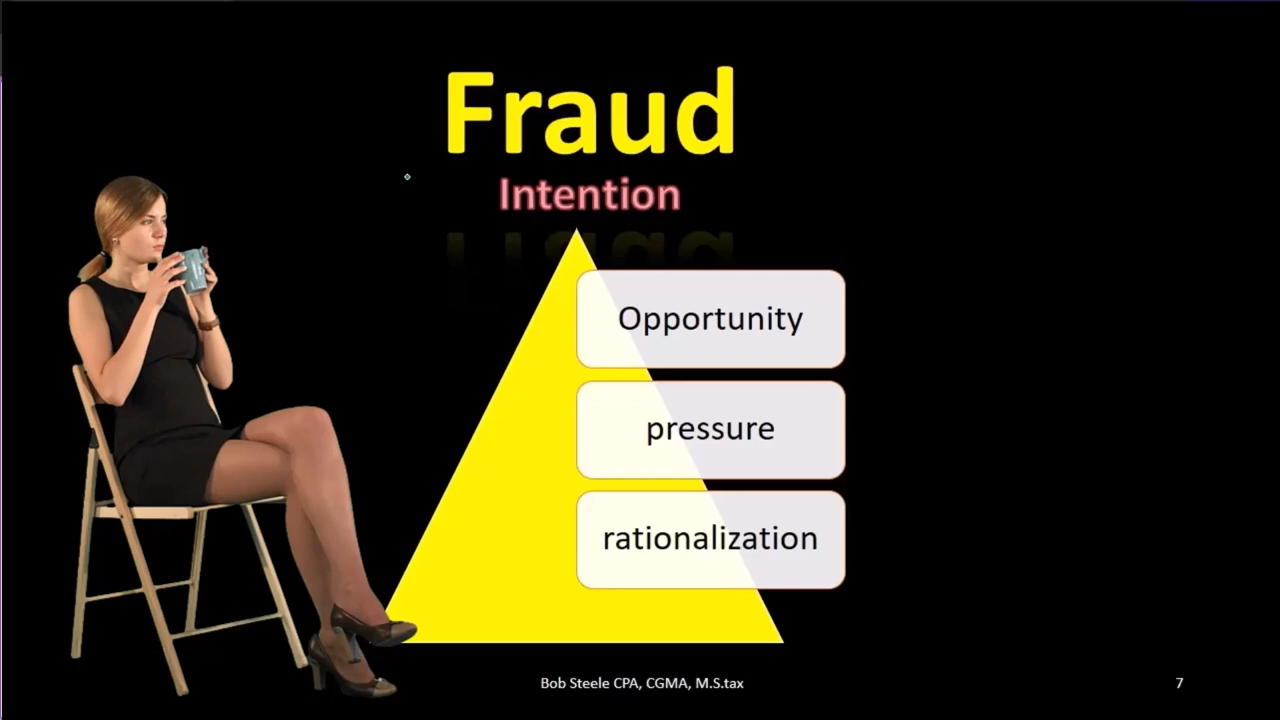 Fraud
Intention
Opportunity
pressure
rationalization
Bob Steele CPA, CGMA, M.S.tax
7